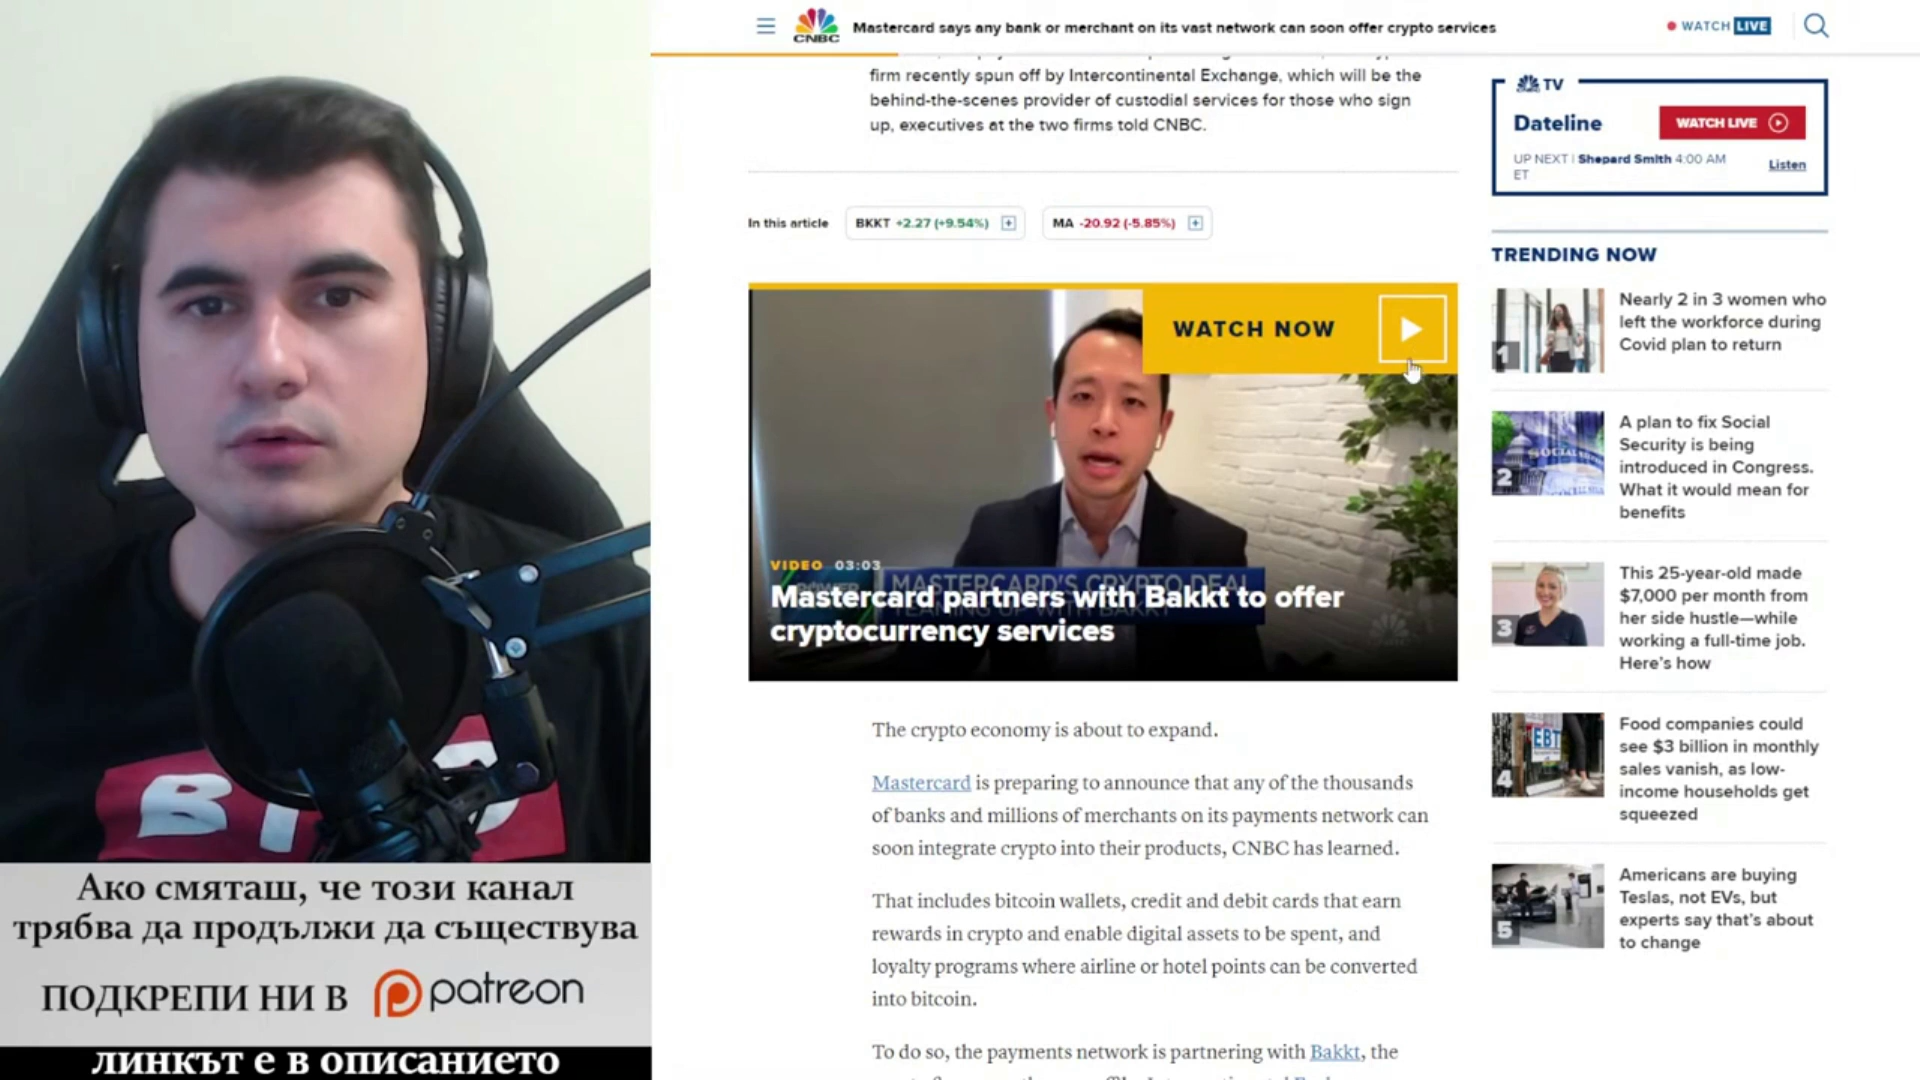 CNBC
Mastercard says any bank or merchant on its vast network can soon offer crypto services
WATCH LIVE
firm recently spun off by Intercontinental Exchange, which will be the
behind-the-scenes provider of custodial services for those who sign
up, executives at the two firms told CNBC.
In this article
BKKT +2.27 (+9.54%)
MA -20.92 (-5.85%)
WATCH NOW
VIDEO 03:03
MASTERCARD'S CRYPTO DEAL
Mastercard partners with Bakkt to offer
cryptocurrency services
The crypto economy is about to expand.
Mastercard is preparing to announce that any of the thousands
of banks and millions of merchants on its payments network can
soon integrate crypto into their products, CNBC has learned.
That includes bitcoin wallets, credit and debit cards that earn
rewards in crypto and enable digital assets to be spent, and
loyalty programs where airline or hotel points can be converted
into bitcoin.
To do so, the payments network is partnering with Bakkt, the
TV
Dateline
WATCH LIVE
UP NEXT | Shepard Smith 4:00 AM
ET
Listen
TRENDING NOW
1
Nearly 2 in 3 women who
left the workforce during
Covid plan to return
2
A plan to fix Social
Security is being
introduced in Congress.
What it would mean for
benefits
3
This 25-year-old made
$7,000 per month from
her side hustle—while
working a full-time job.
Here's how
4
EBT
Food companies could
see $3 billion in monthly
sales vanish, as low-
income households get
squeezed
5
Americans are buying
Teslas, not EVs, but
experts say that's about
to change
Ако смяташ, че този канал
трябва да продължи да съществува
ПОДКРЕПИ НИ В patreon
линкът е в описанието